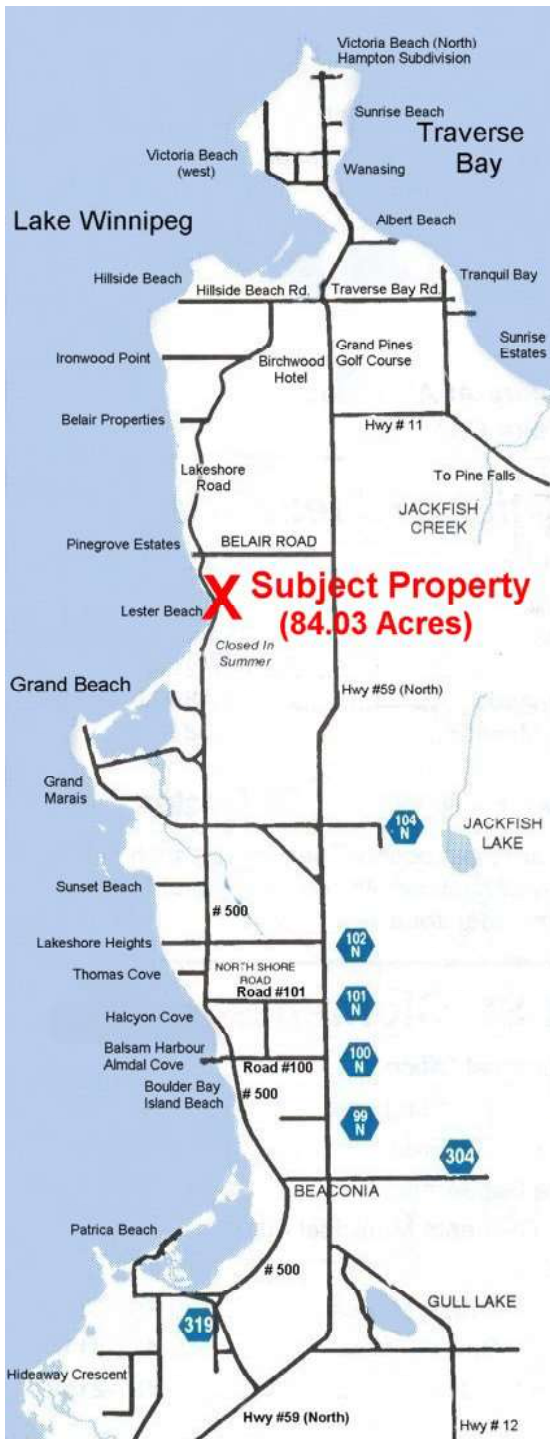 Victoria Beach (North)
Hampton Subdivision
Sunrise Beach
Traverse
Bay
Victoria Beach
(west)
Wanasing
Lake Winnipeg
Albert Beach
Hillside Beach
Tranquil Bay
Hillside Beach Rd.
Traverse Bay Rd.
Sunrise
Estates
Ironwood Point
Birchwood
Hotel
Grand Pines
Golf Course
Belair Properties
Hwy # 11
Lakeshore
Road
To Pine Falls
JACKFISH
CREEK
Pinegrove Estates
BELAIR ROAD
X
Subject Property
(84.03 Acres)
Lester Beach
Closed In
Summer
Grand Beach
Hwy #59 (North)
Grand
Marais
104
N
JACKFISH
LAKE
Sunset Beach
# 500
Lakeshore Heights
102
N
Thomas Cove
NORTH SHORE
ROAD
Road #101
101
N
Halcyon Cove
Balsam Harbour
Almdal Cove
Road #100
100
N
Boulder Bay
Island Beach
# 500
99
N
304
BEACONIA
Patrica Beach
# 500
GULL LAKE
319
Hideaway Crescent
Hwy #59 (North)
Hwy # 12